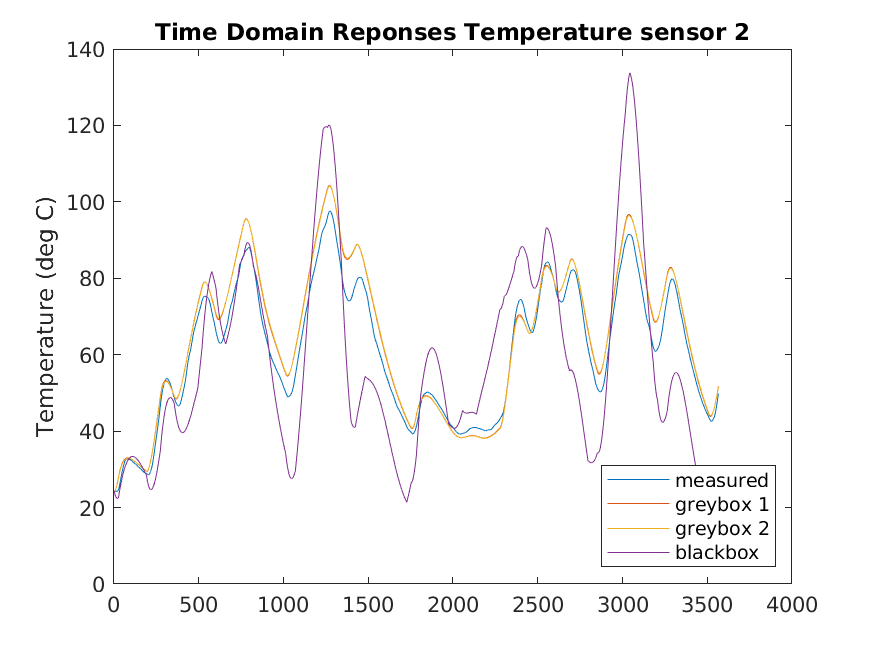 Time Domain Reponses Temperature sensor 2
Temperature (deg C)
140
120
100
80
60
40
20
0
0 500 1000 1500 2000 2500 3000 3500 4000
measured
greybox 1
greybox 2
blackbox